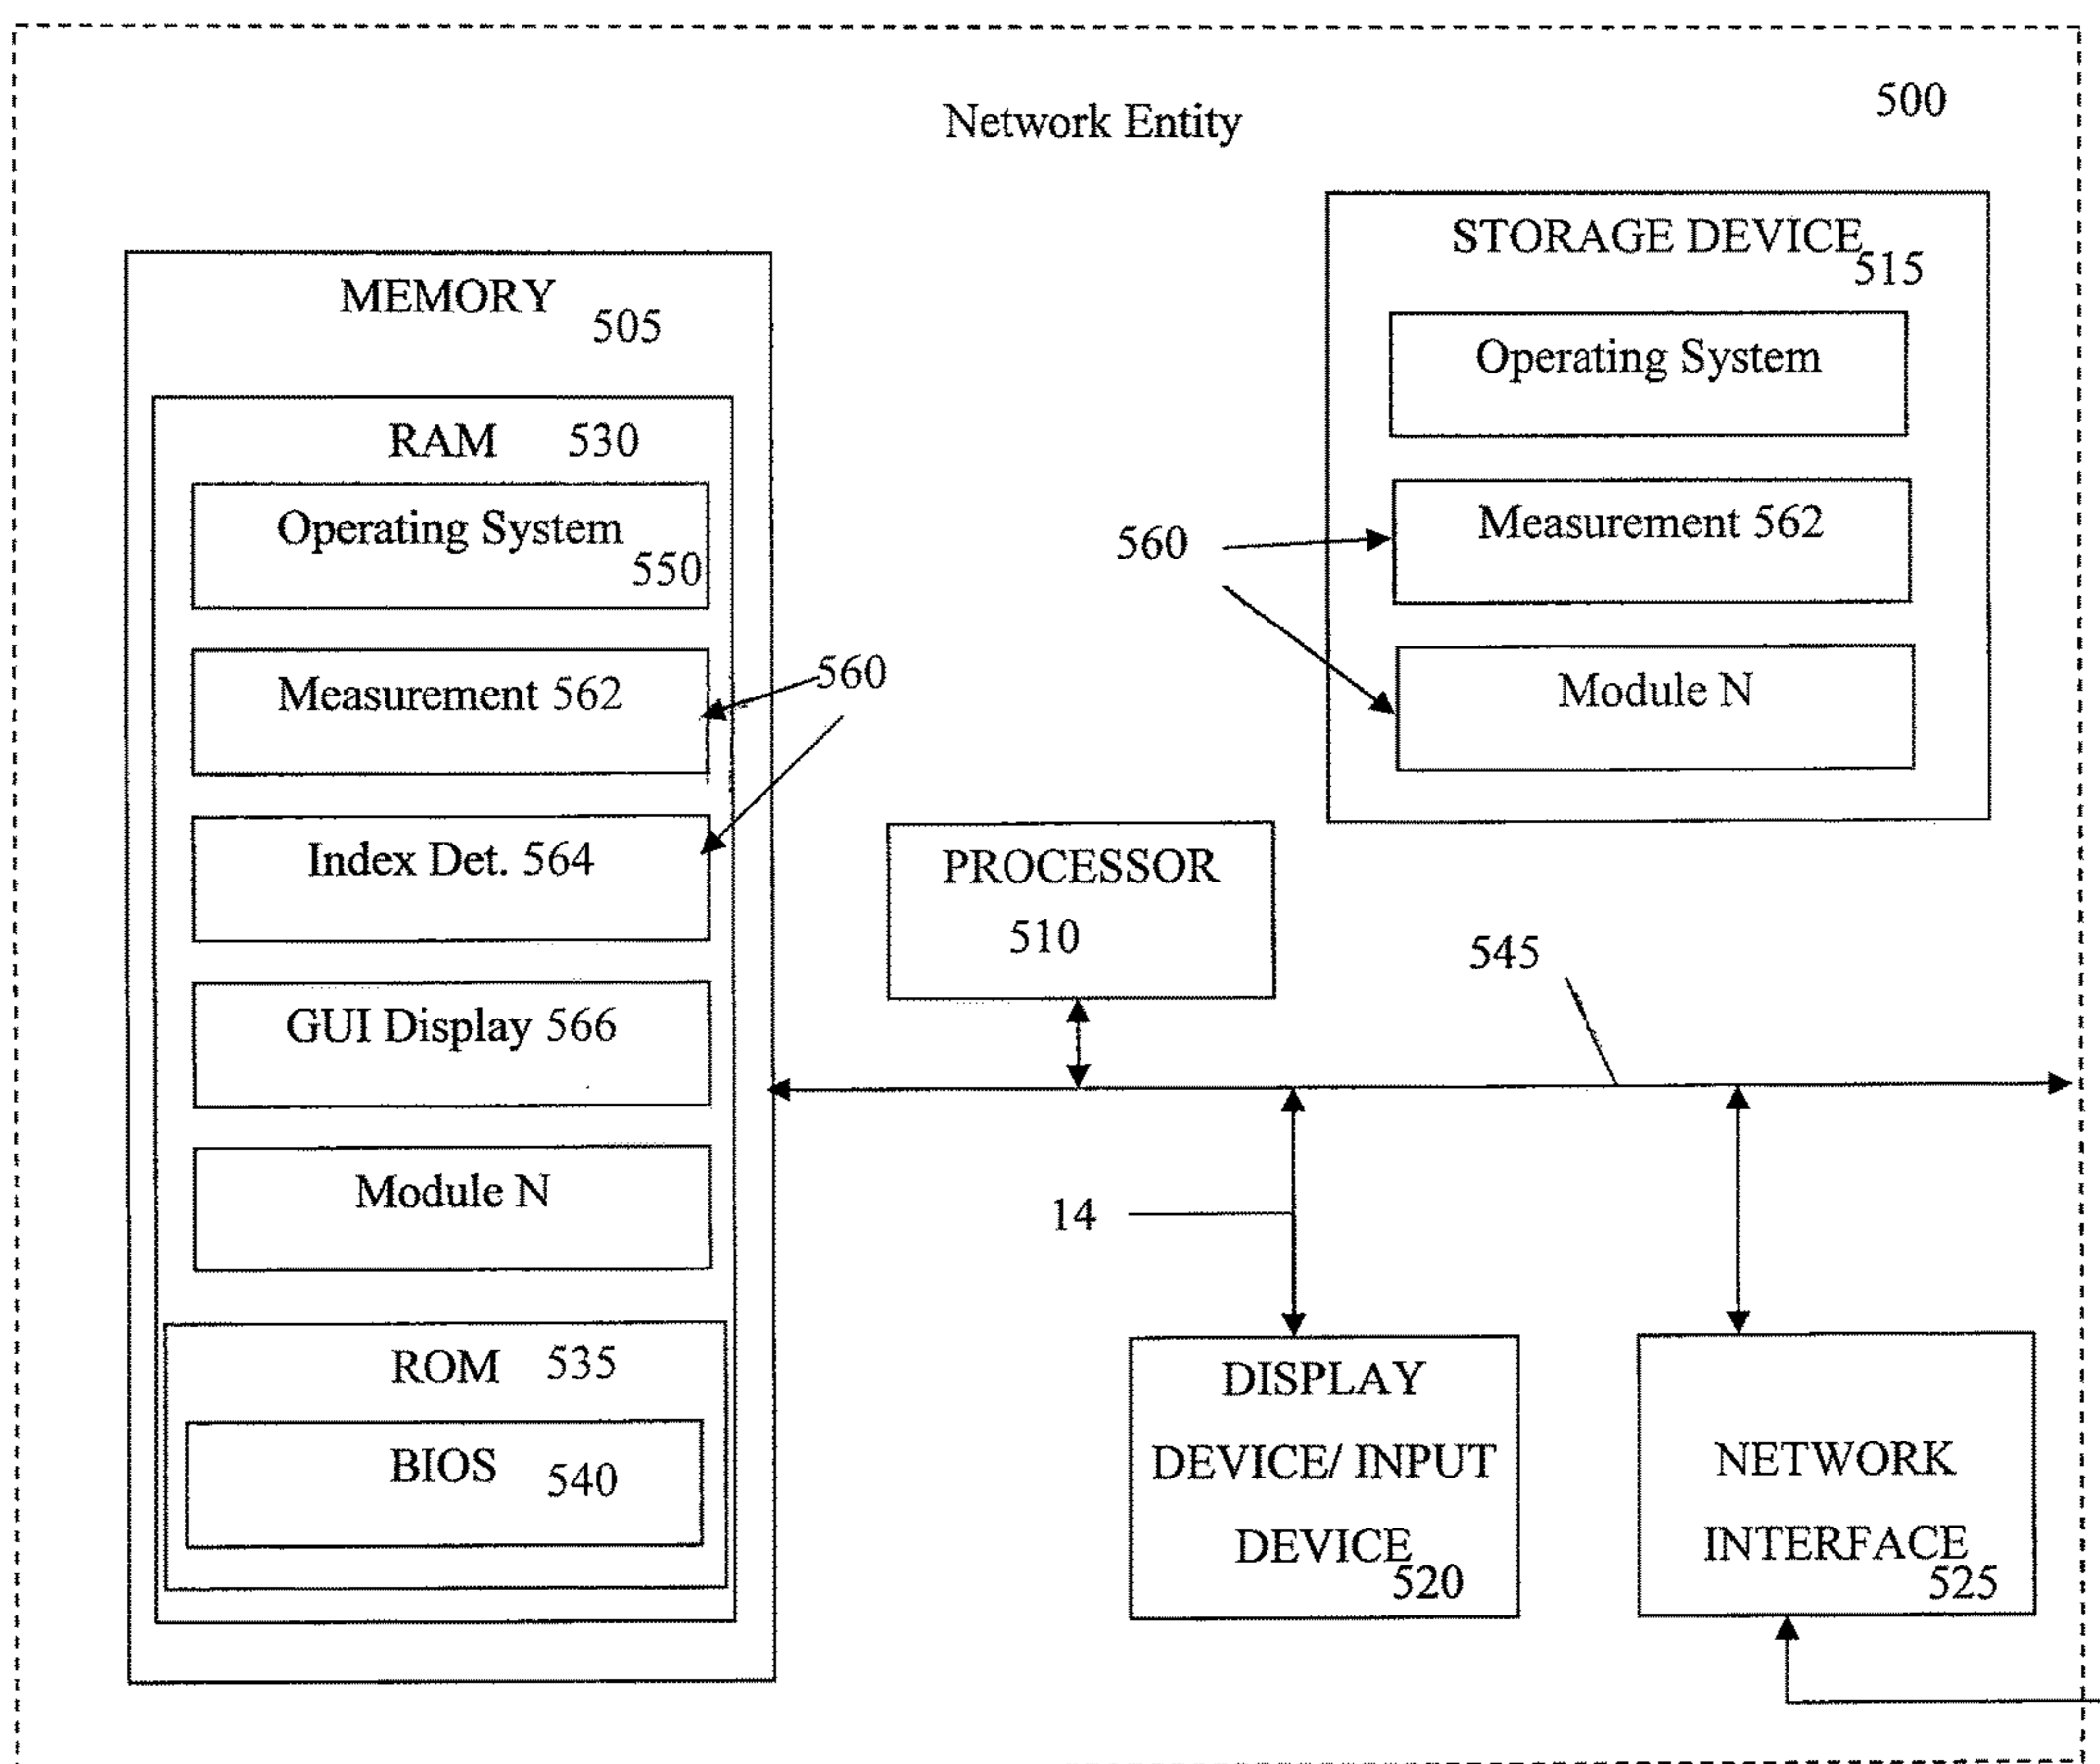 Network Entity
500
STORAGE DEVICE
515
Operating System
Measurement 562
Module N
560
MEMORY
505
RAM 530
Operating System
550
Measurement 562
560
Index Det. 564
GUI Display 566
Module N
ROM 535
BIOS 540
PROCESSOR
510
545
14
DISPLAY
DEVICE/ INPUT
DEVICE
520
NETWORK
INTERFACE
525